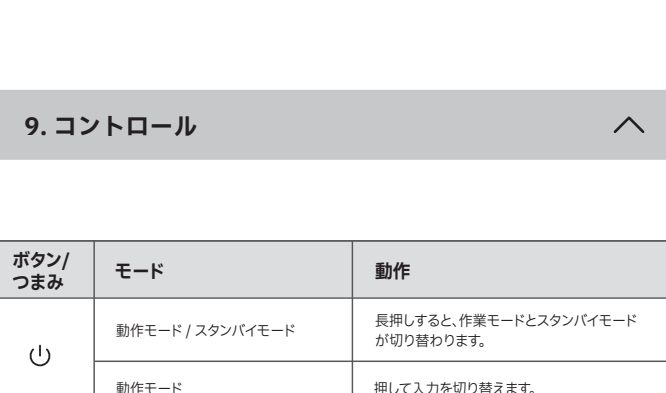 9. コントロール
ボタン/
つまみ
モード
動作
動作モード / スタンバイモード
長押しすると、作業モードとスタンバイモード
が切り替わります。
動作モード
押して入力を切り替えます。